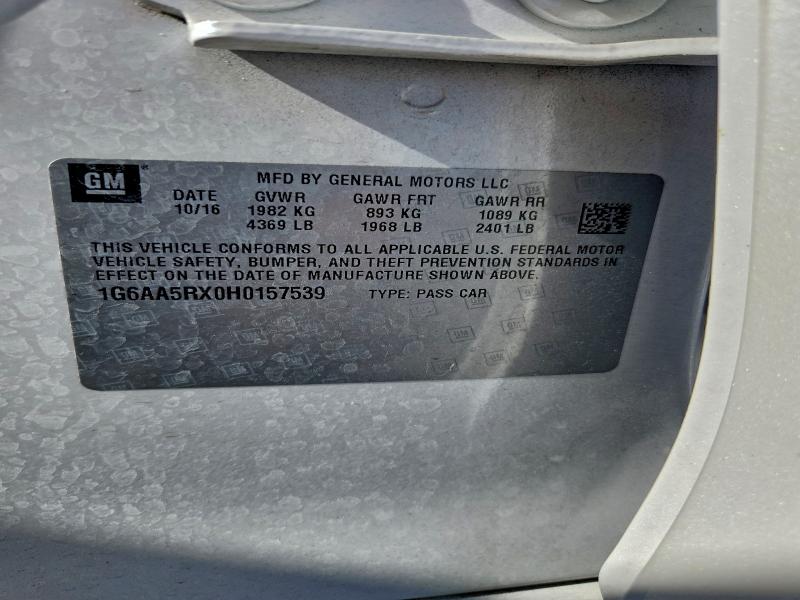 GM
MFD BY GENERAL MOTORS LLC
DATE GVWR GAWR FRT GAWR RR
10/16 1982 KG 893 KG 1089 KG
4369 LB 1968 LB 2401 LB
THIS VEHICLE CONFORMS TO ALL APPLICABLE U.S. FEDERAL MOTOR
VEHICLE SAFETY, BUMPER, AND THEFT PREVENTION STANDARDS IN
EFFECT ON THE DATE OF MANUFACTURE SHOWN ABOVE.
1G6AA5RX0H0157539 TYPE: PASS CAR